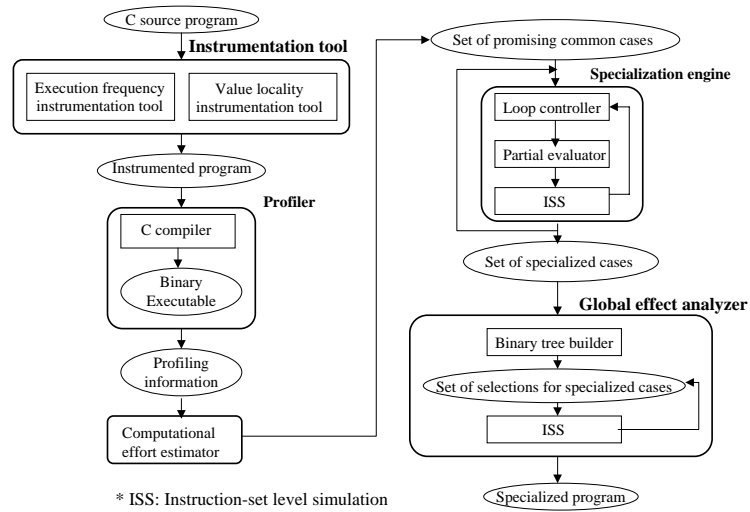 C source program
Instrumentation tool
Execution frequency
instrumentation tool
Value locality
instrumentation tool
Instrumented program
Profiler
C compiler
Binary
Executable
Profiling
information
Computational
effort estimator
Set of promising common cases
Specialization engine
Loop controller
Partial evaluator
ISS
Set of specialized cases
Global effect analyzer
Binary tree builder
Set of selections for specialized cases
ISS
Specialized program
* ISS: Instruction-set level simulation